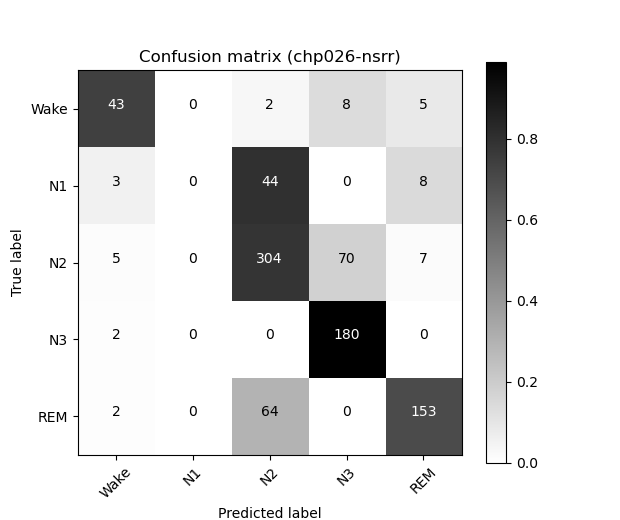 Confusion matrix (chp026-nsrr)
True label
Wake 43 0 2 8 5
N1 3 0 44 0 8
N2 5 0 304 70 7
N3 2 0 0 180 0
REM 2 0 64 0 153
Wake N1 N2 N3 REM
Predicted label
0.8
0.6
0.4
0.2
0.0